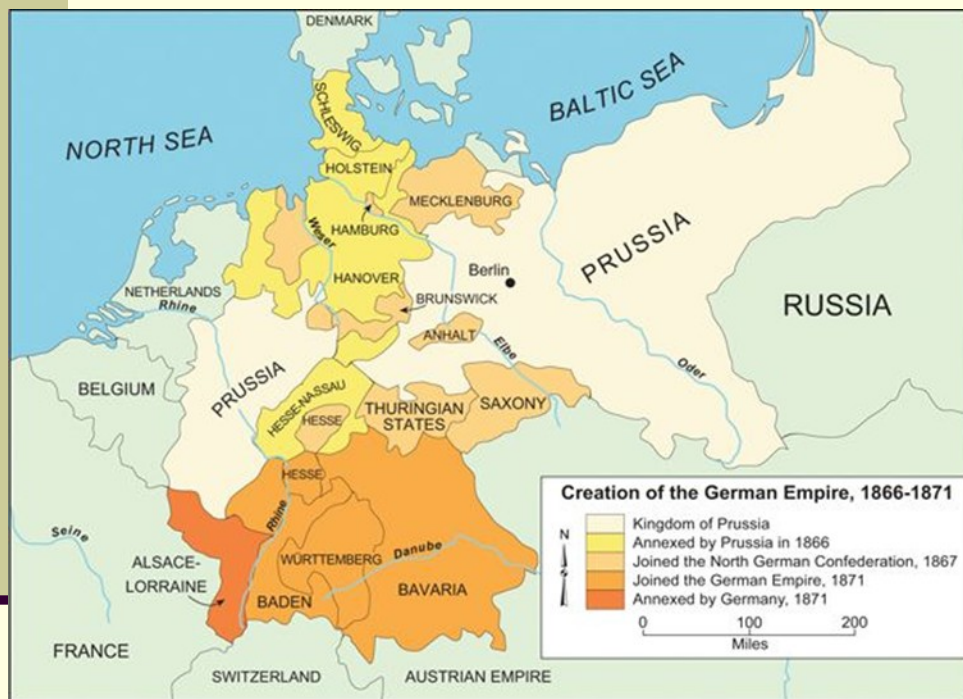 DENMARK
NORTH SEA
BALTIC SEA
SCHLESWIG
HOLSTEIN
MECKLENBURG
HAMBURG
Weser
HANOVER
PRUSSIA
Berlin
NETHERLANDS
Rhine
BRUNSWICK
RUSSIA
ANHALT
Elbe
Oder
BELGIUM
PRUSSIA
HESSE-NASSAU
HESSE
THURINGIAN
STATES
SAXONY
HESSE
Rhine
Seine
WÜRTTEMBERG
Danube
ALSACE-
LORRAINE
BADEN
BAVARIA
FRANCE
SWITZERLAND
AUSTRIAN EMPIRE
Creation of the German Empire, 1866-1871
Kingdom of Prussia
Annexed by Prussia in 1866
Joined the North German Confederation, 1867
Joined the German Empire, 1871
Annexed by Germany, 1871
N
0 100 200
Miles